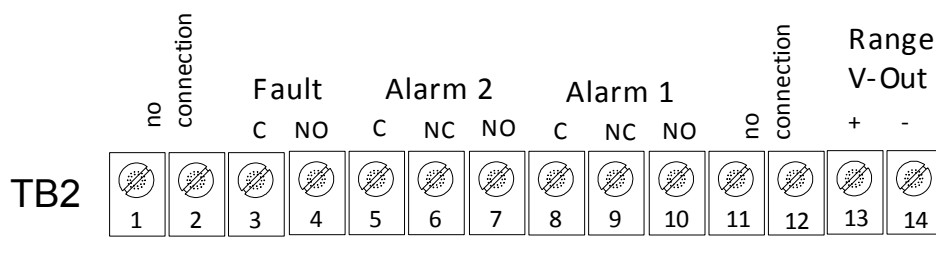 no
connection
Fault
Alarm 2
Alarm 1
no
connection
Range
V-Out
C NO C NC NO C NC NO + -
TB2
1 2 3 4 5 6 7 8 9 10 11 12 13 14